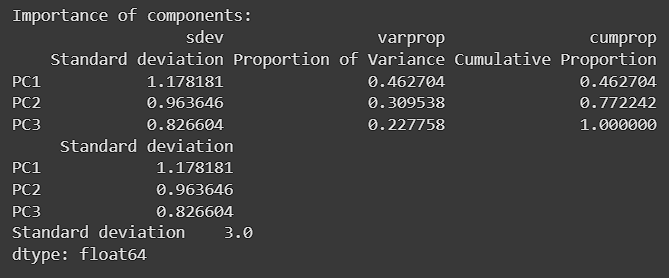 Importance of components:
sdev varprop cumprop
Standard deviation Proportion of Variance Cumulative Proportion
PC1 1.178181 0.462704 0.462704
PC2 0.963646 0.309538 0.772242
PC3 0.826604 0.227758 1.000000
Standard deviation
PC1 1.178181
PC2 0.963646
PC3 0.826604
Standard deviation 3.0
dtype: float64